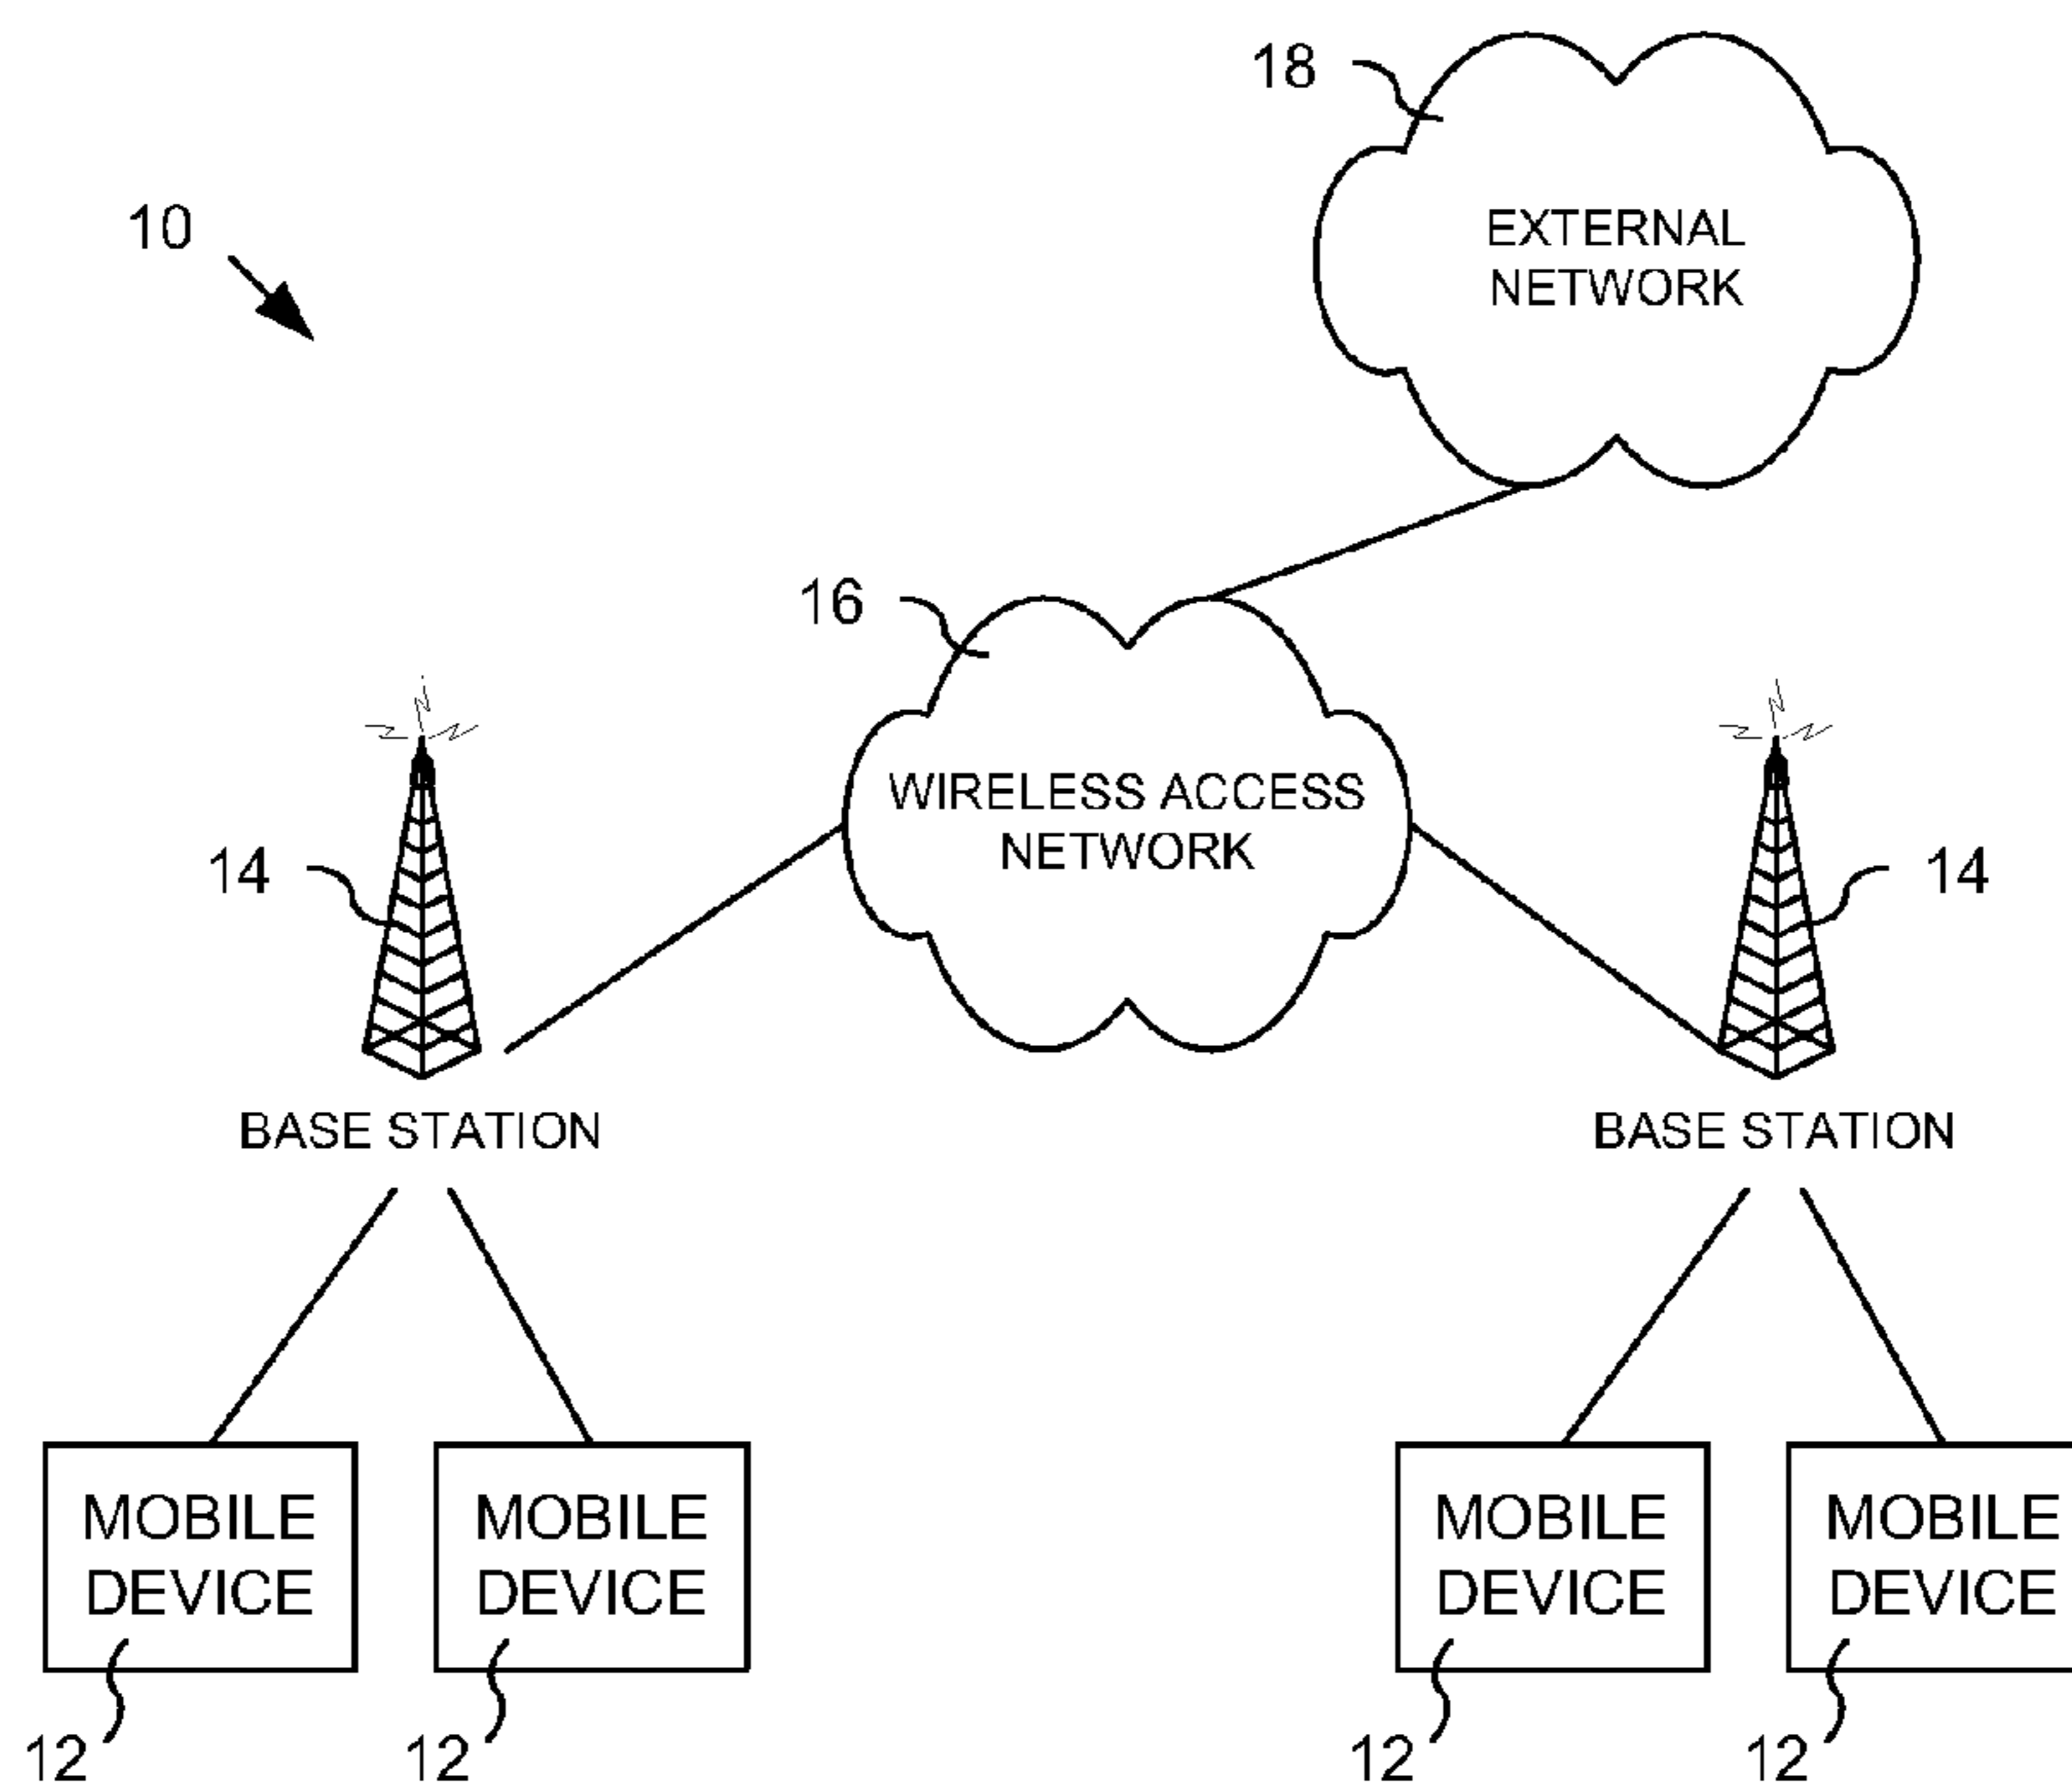 18
EXTERNAL
NETWORK
10
16
WIRELESS ACCESS
NETWORK
14
14
BASE STATION
BASE STATION
MOBILE
DEVICE
MOBILE
DEVICE
MOBILE
DEVICE
MOBILE
DEVICE
12
12
12
12